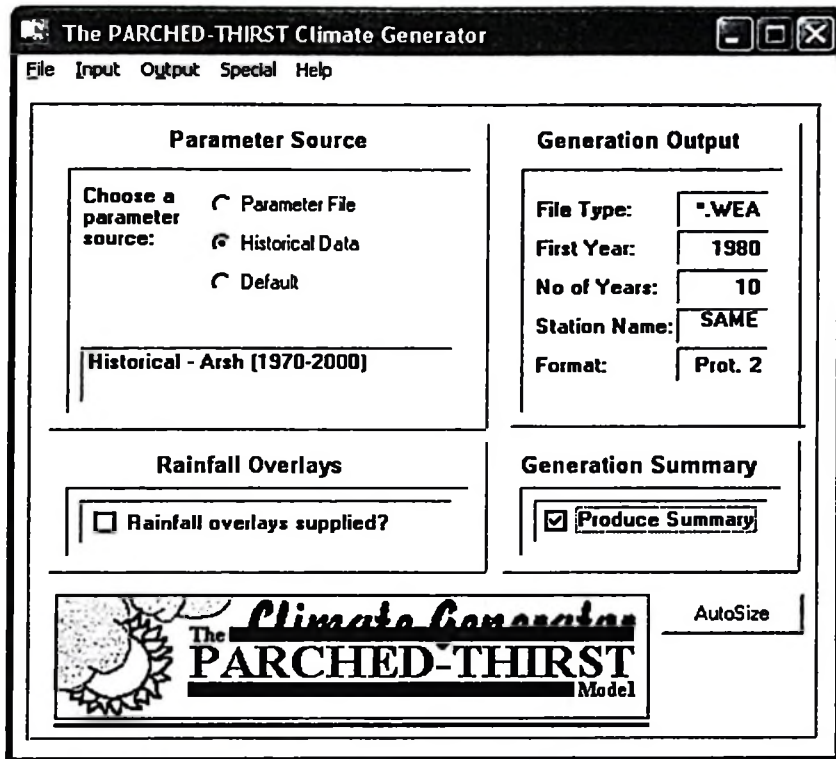 The PARCHED-THIRST Climate Generator
File Input Output Special Help
Parameter Source
Choose a
parameter
source:
Parameter File
Historical Data
Default
Historical - Arsh (1970-2000)
Generation Output
File Type: *.WEA
First Year: 1980
No of Years: 10
Station Name: SAME
Format: Prot. 2
Rainfall Overlays
Rainfall overlays supplied?
Generation Summary
Produce Summary
Climate Generator
The
PARCHED-THIRST
Model
AutoSize